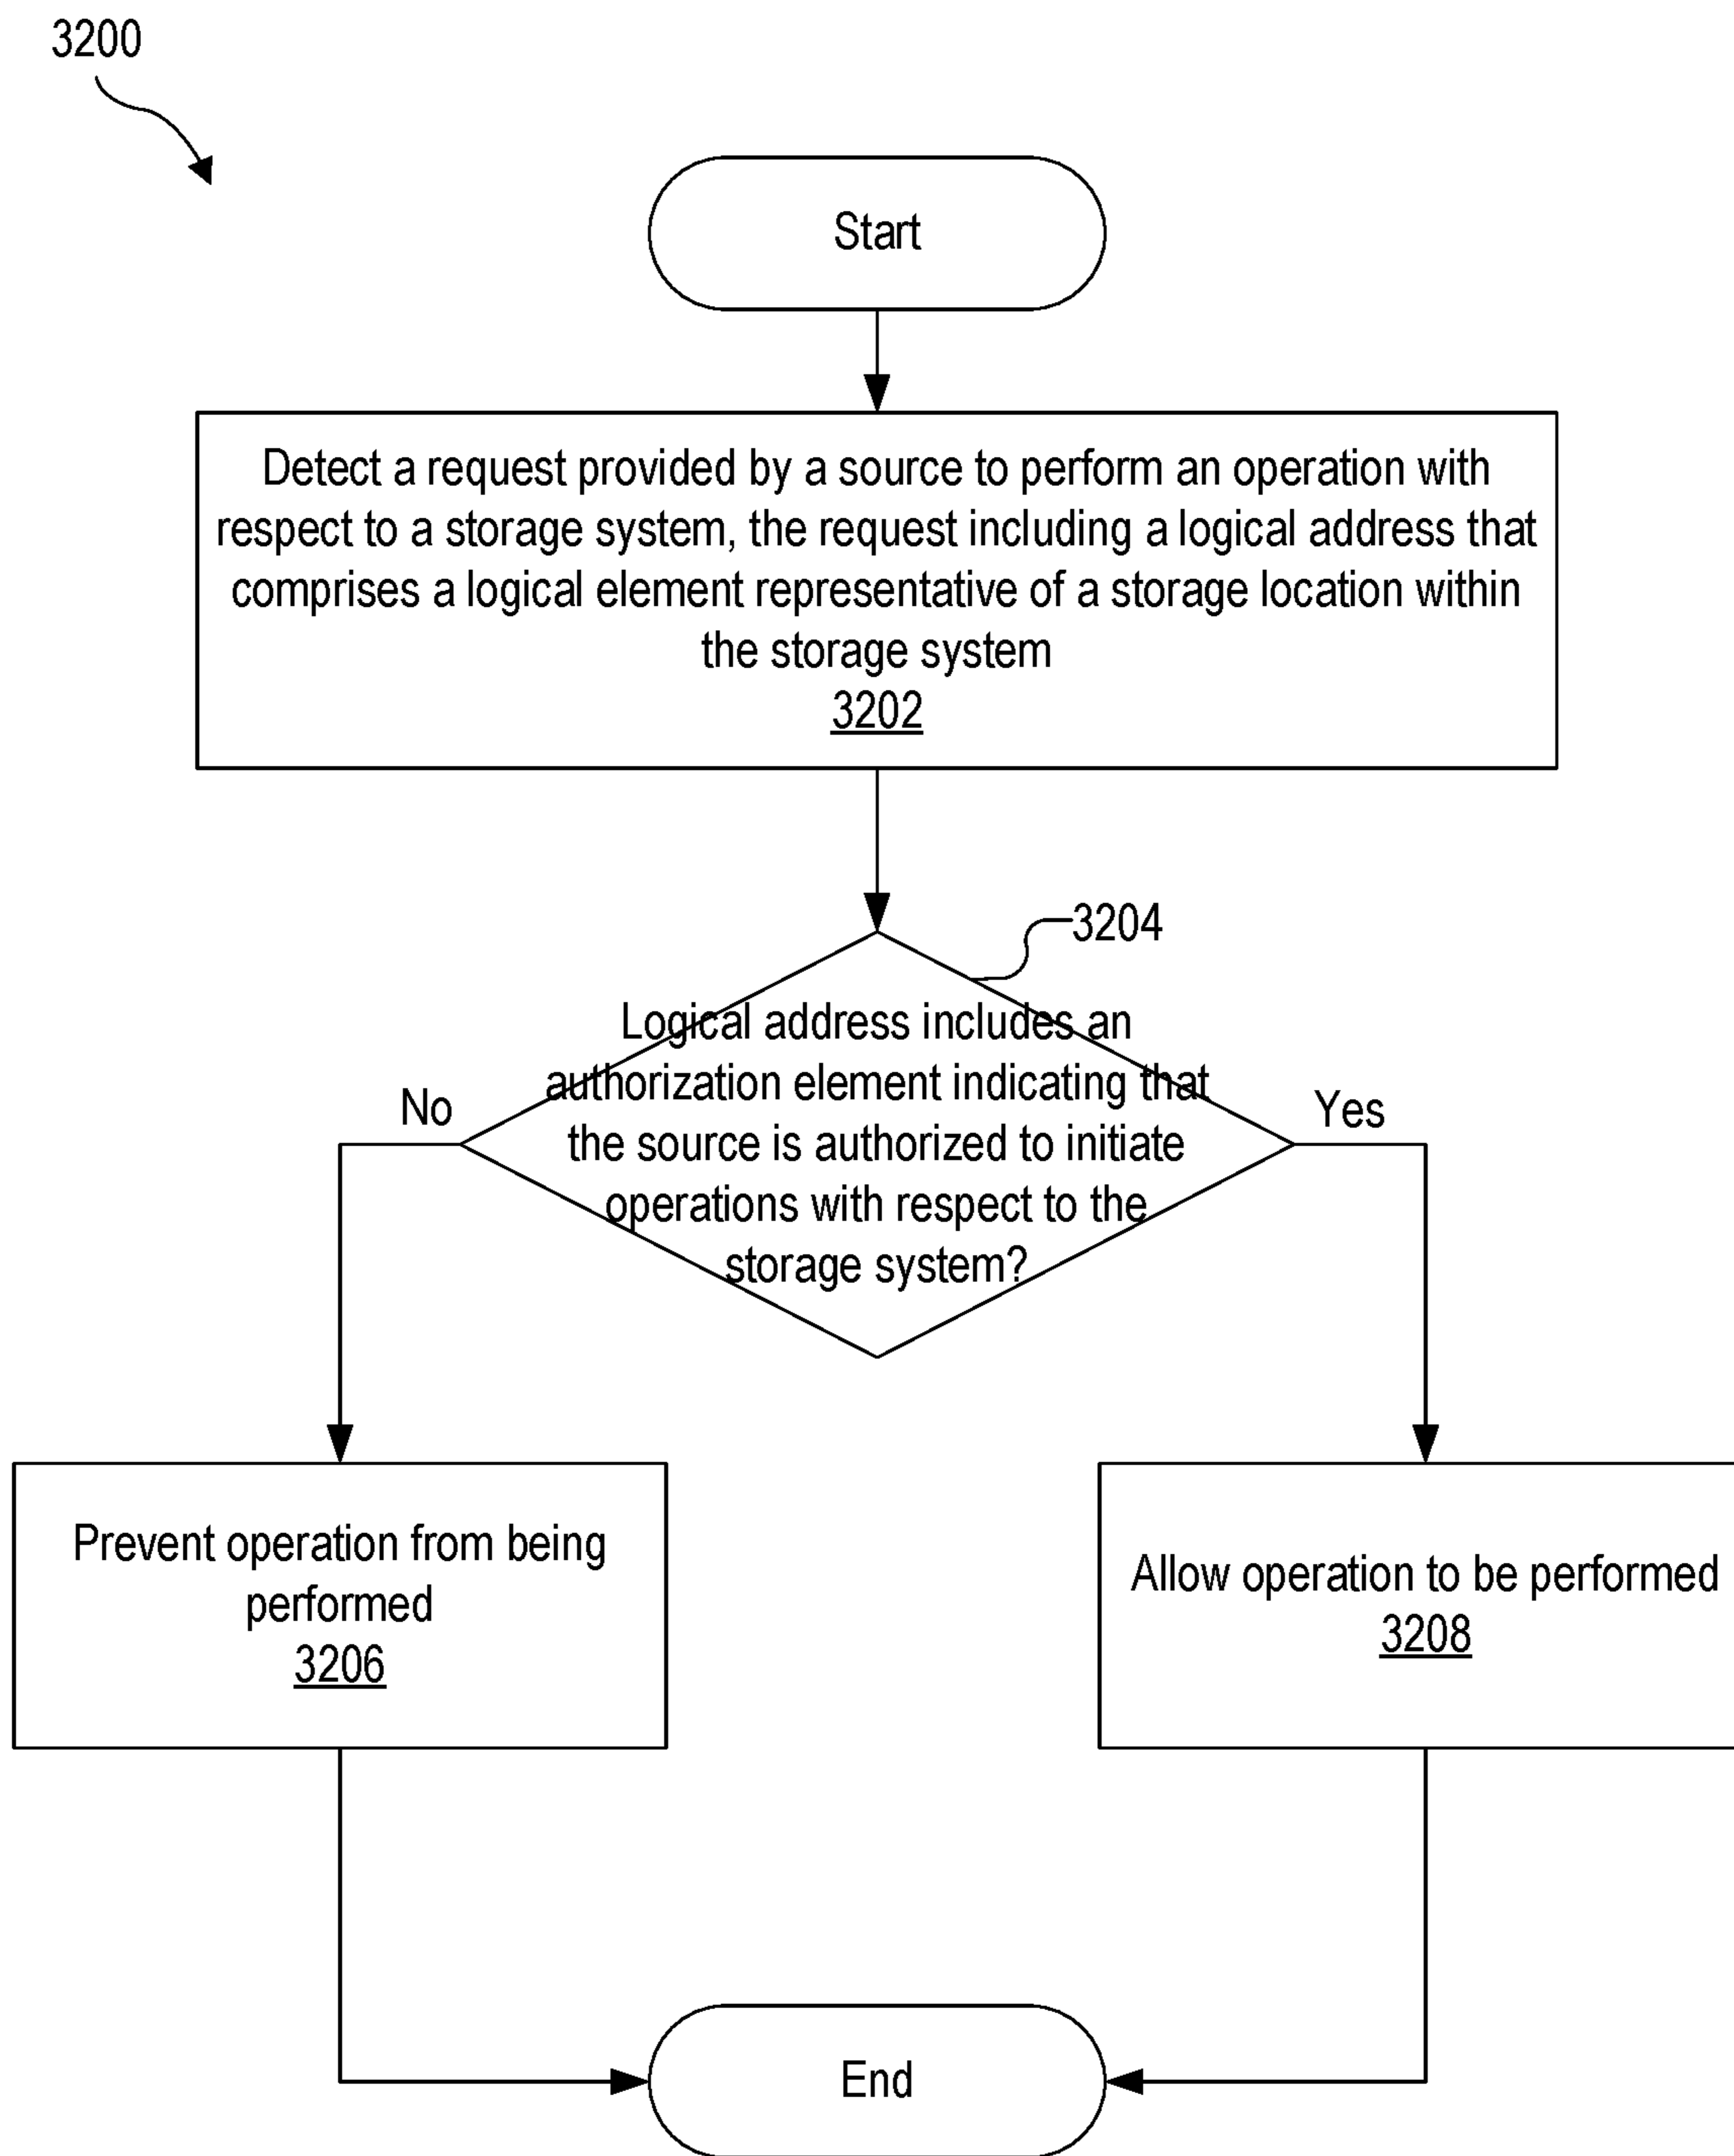 3200
Start
Detect a request provided by a source to perform an operation with
respect to a storage system, the request including a logical address that
comprises a logical element representative of a storage location within
the storage system
3202
3204
Logical address includes an
authorization element indicating that
the source is authorized to initiate
operations with respect to the
storage system?
No
Yes
Prevent operation from being
performed
3206
Allow operation to be performed
3208
End